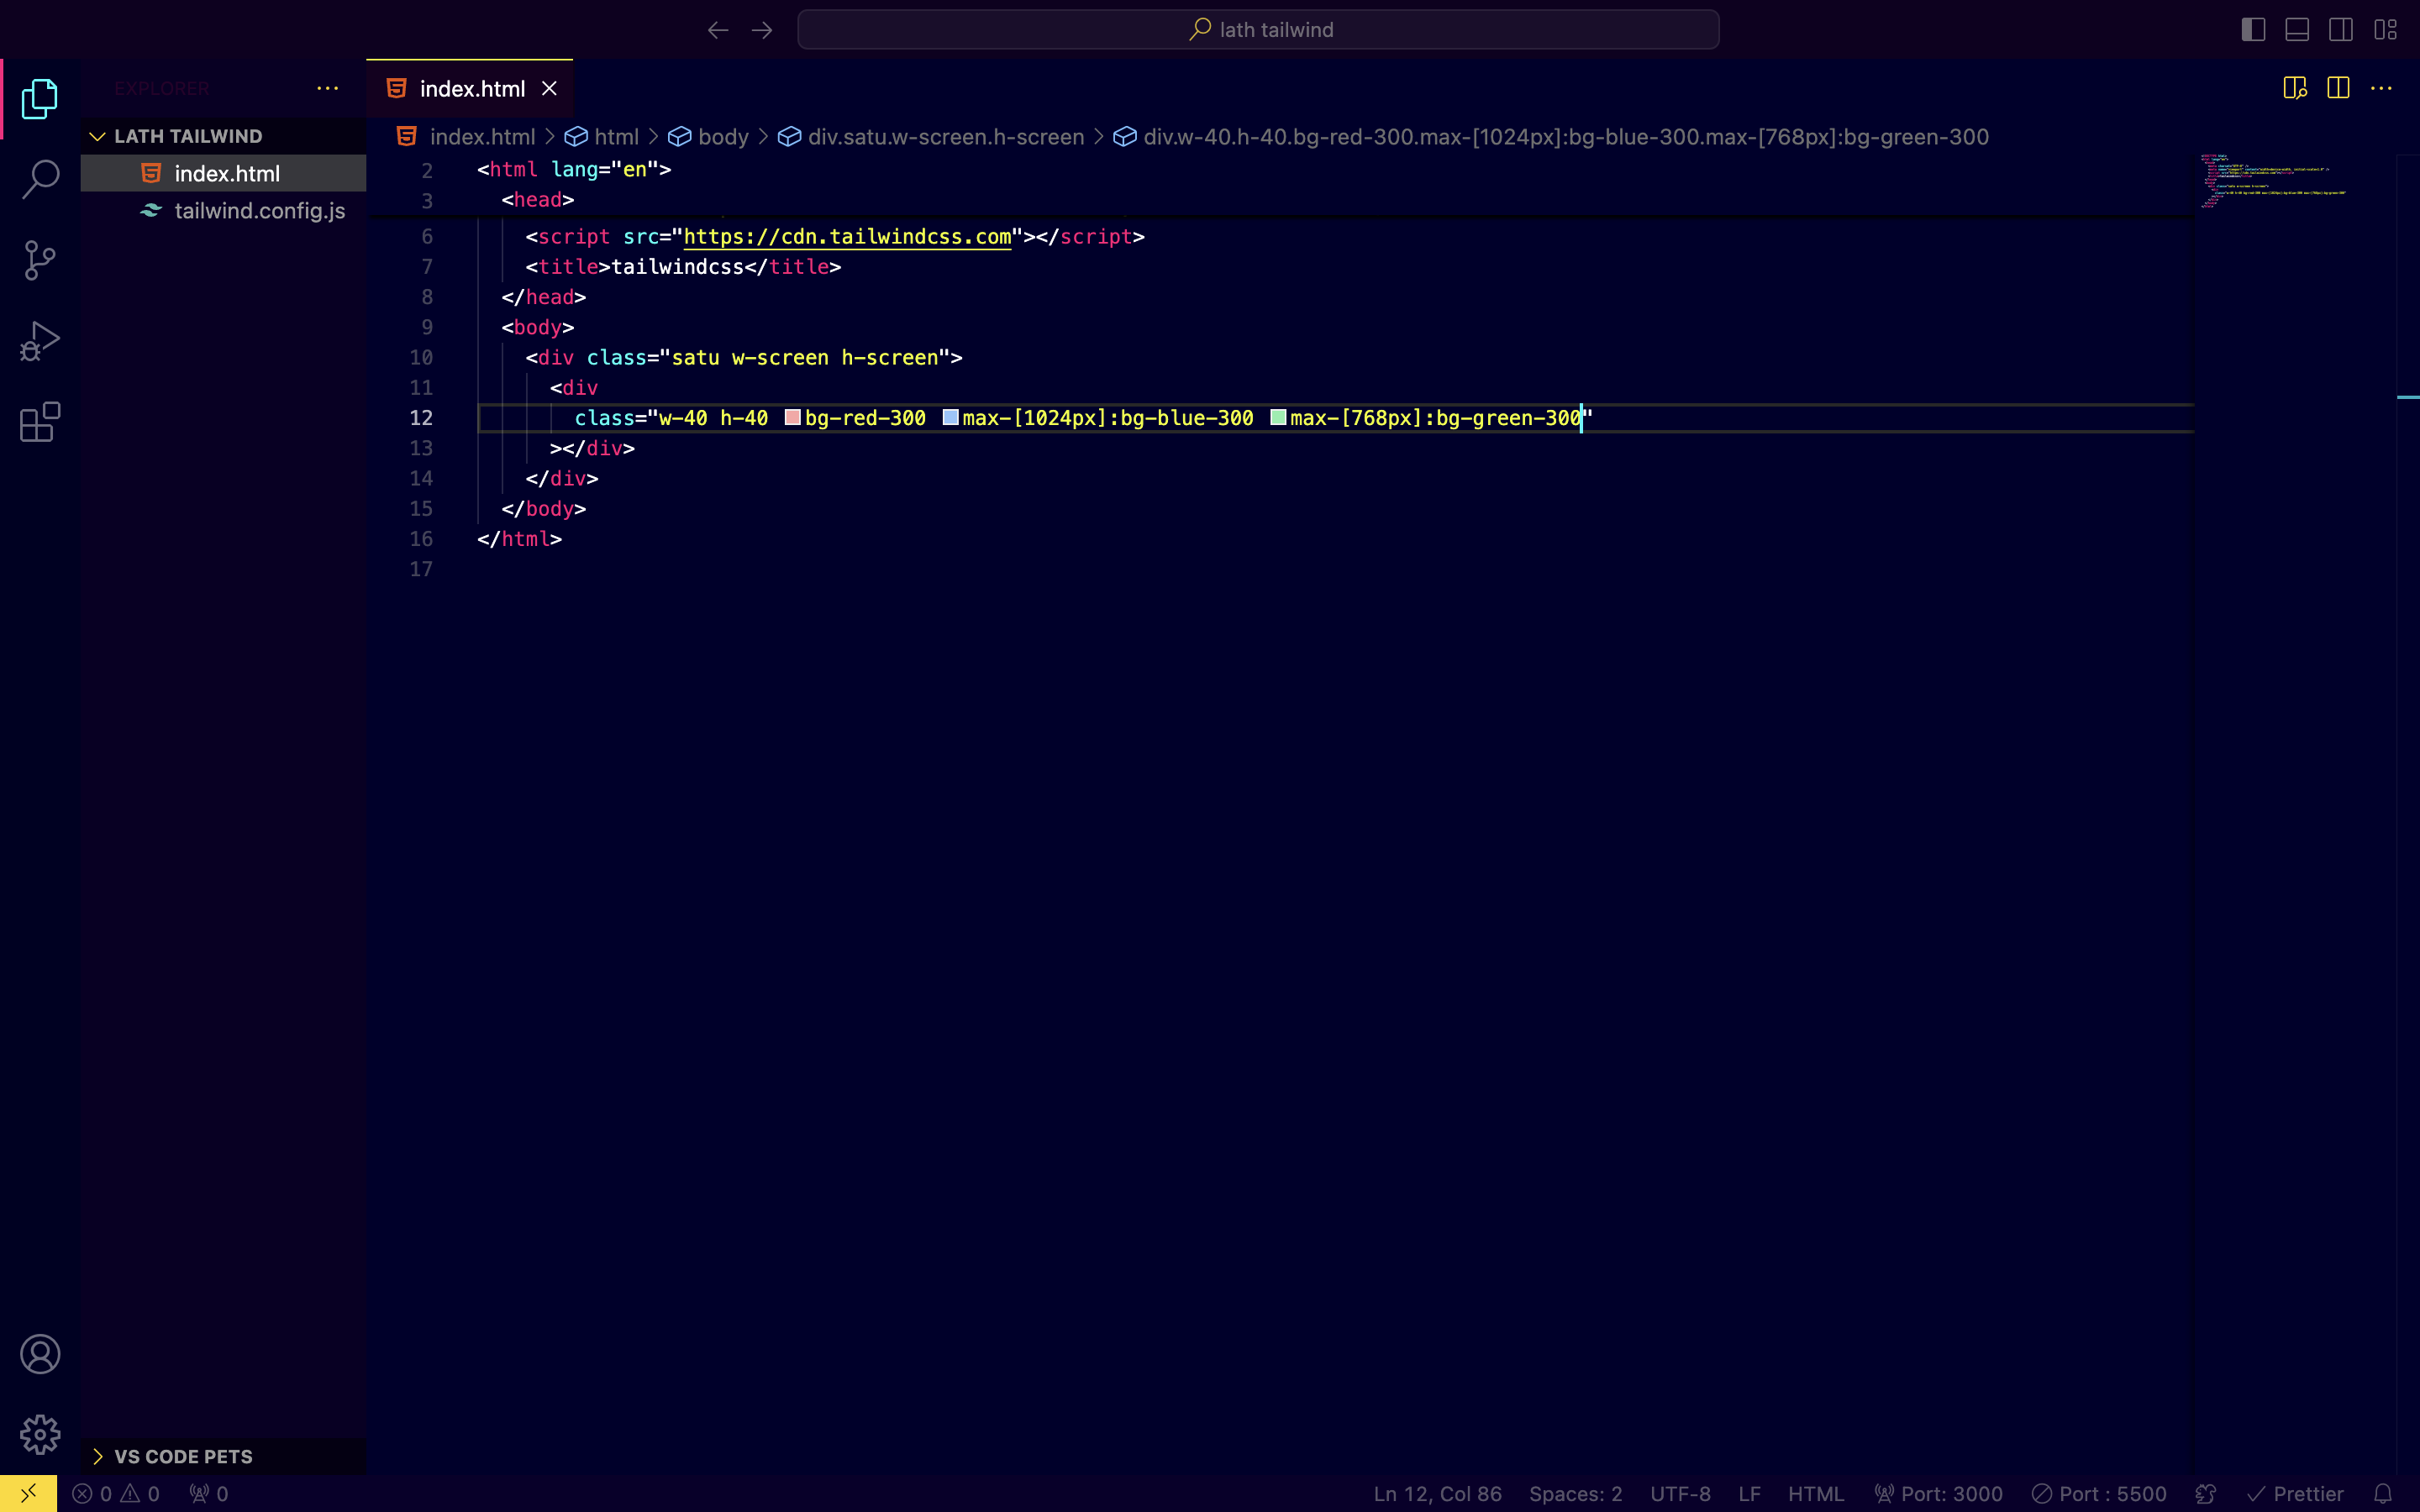 lath tailwind
EXPLORER
LATH TAILWIND
index.html
tailwind.config.js
VS CODE PETS
index.html
index.html > html > body > div.satu.w-screen.h-screen > div.w-40.h-40.bg-red-300.max-[1024px]:bg-blue-300.max-[768px]:bg-green-300
2 <html lang="en">
3 <head>
6 <script src="https://cdn.tailwindcss.com"></script>
7 <title>tailwindcss</title>
8 </head>
9 <body>
10 <div class="satu w-screen h-screen">
11 <div
12 class="w-40 h-40 bg-red-300 max-[1024px]:bg-blue-300 max-[768px]:bg-green-300"
13 ></div>
14 </div>
15 </body>
16 </html>
17
0 0 0 Ln 12, Col 86 Spaces: 2 UTF-8 LF HTML Port: 3000 Port : 5500 Prettier